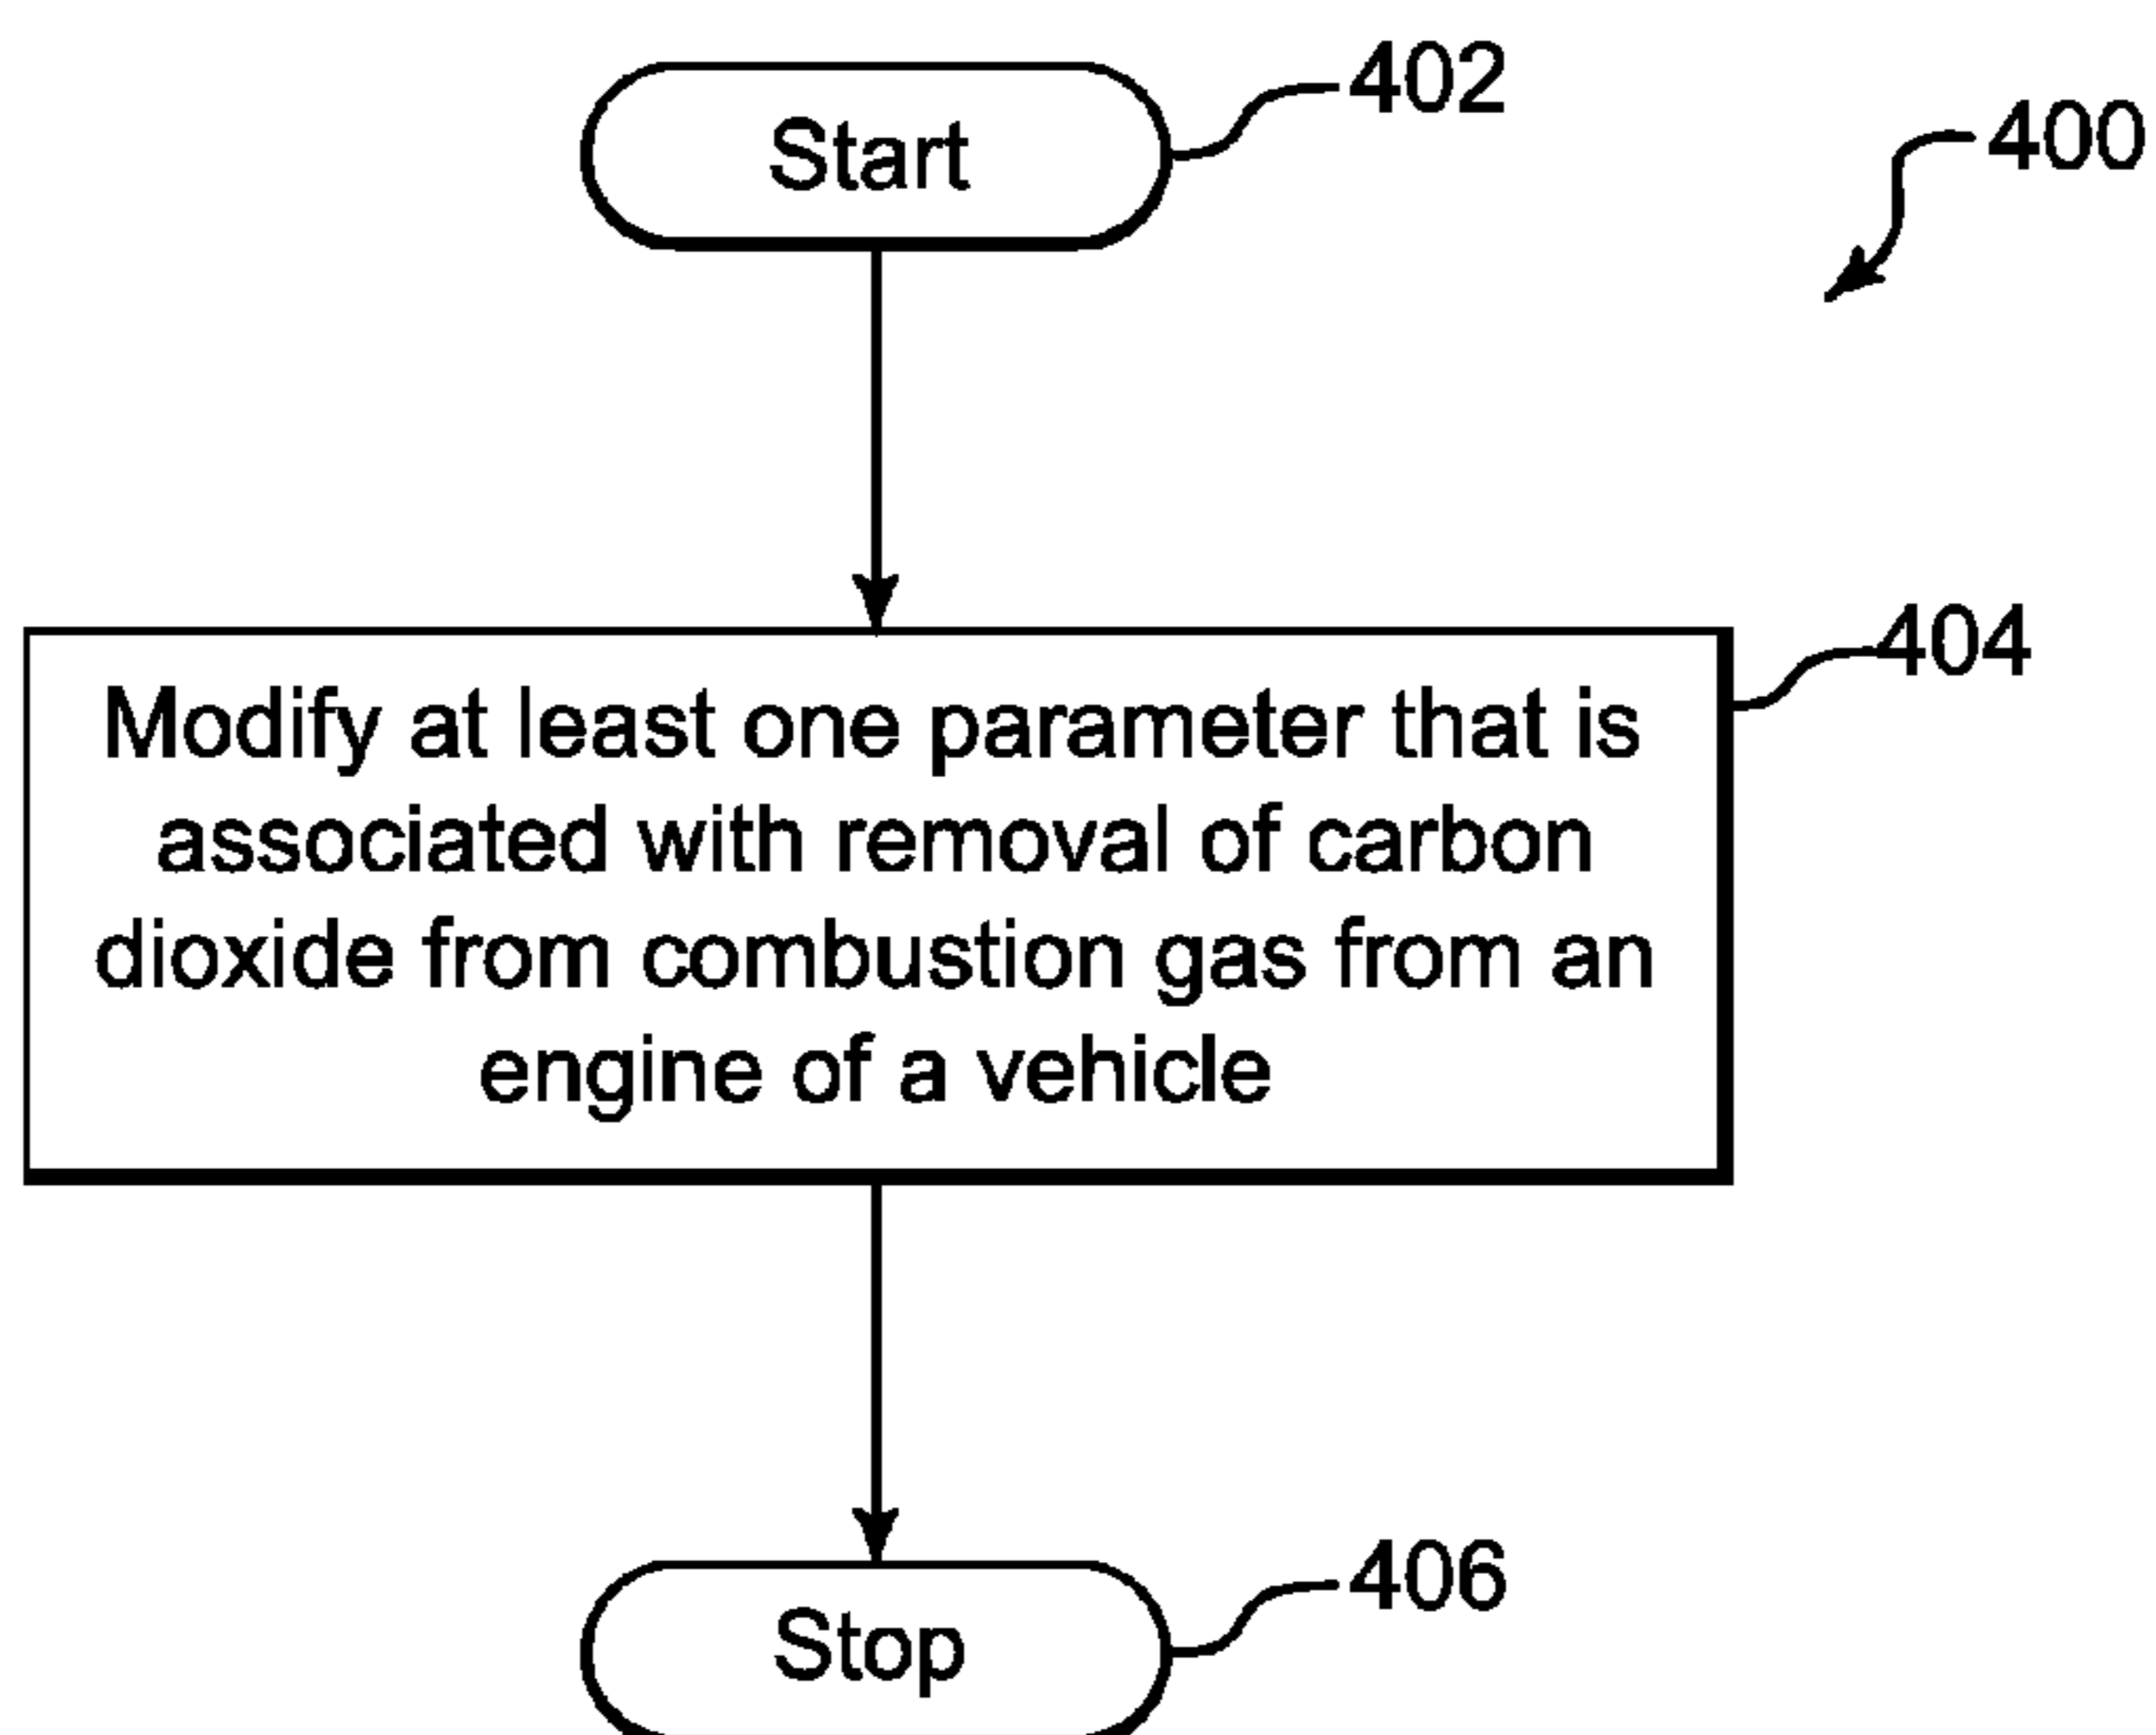 402
400
Start
404
Modify at least one parameter that is
associated with removal of carbon
dioxide from combustion gas from an
engine of a vehicle
406
Stop